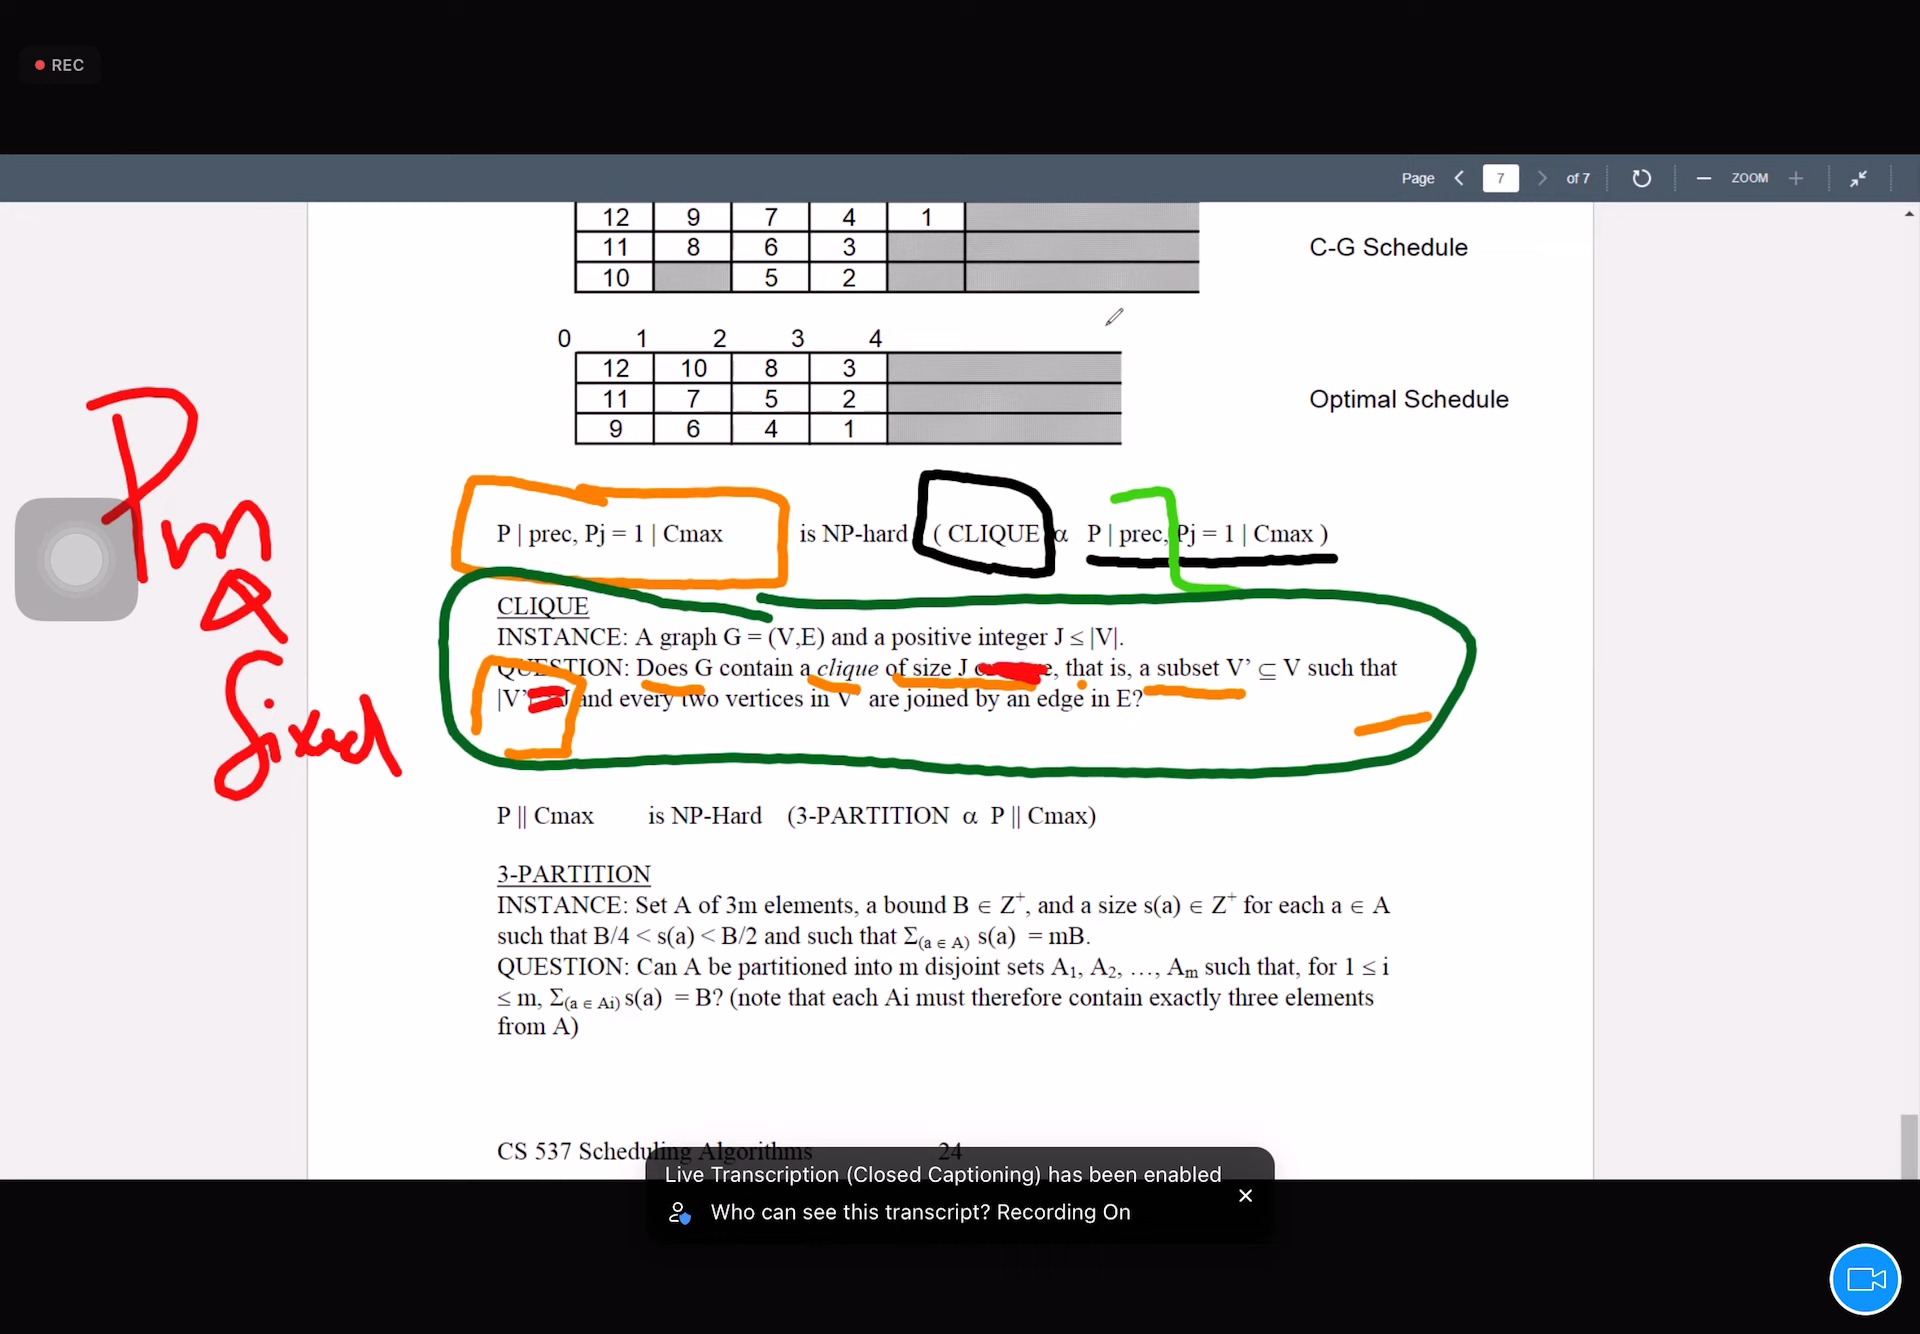 REC
Page 7 of 7 ZOOM
12 9 7 4 1
11 8 6 3
10 5 2
C-G Schedule
0 1 2 3 4
12 10 8 3
11 7 5 2
9 6 4 1
Optimal Schedule
Pm
fixed
P | prec, Pj = 1 | Cmax is NP-hard ( CLIQUE α P | prec, Pj = 1 | Cmax )
CLIQUE
INSTANCE: A graph G = (V,E) and a positive integer J ≤ |V|.
QUESTION: Does G contain a clique of size J that is, a subset V’ ⊆ V such that
|V’| = J and every two vertices in V’ are joined by an edge in E?
P || Cmax is NP-Hard (3-PARTITION α P || Cmax)
3-PARTITION
INSTANCE: Set A of 3m elements, a bound B ∈ Z⁺, and a size s(a) ∈ Z⁺ for each a ∈ A
such that B/4 < s(a) < B/2 and such that Σ(a ∈ A) s(a) = mB.
QUESTION: Can A be partitioned into m disjoint sets A₁, A₂, …, Aₘ such that, for 1 ≤ i
≤ m, Σ(a ∈ Ai) s(a) = B? (note that each Ai must therefore contain exactly three elements
from A)
CS 537 Scheduling Algorithms 24
Live Transcription (Closed Captioning) has been enabled
Who can see this transcript? Recording On